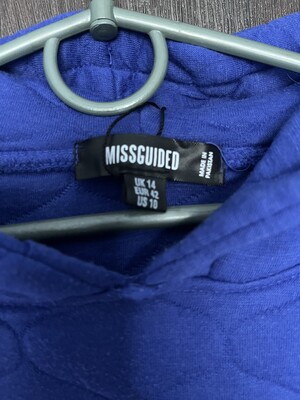 MISSGUIDED
MADE IN
PAKISTAN
UK 14
EUR 42
US 10